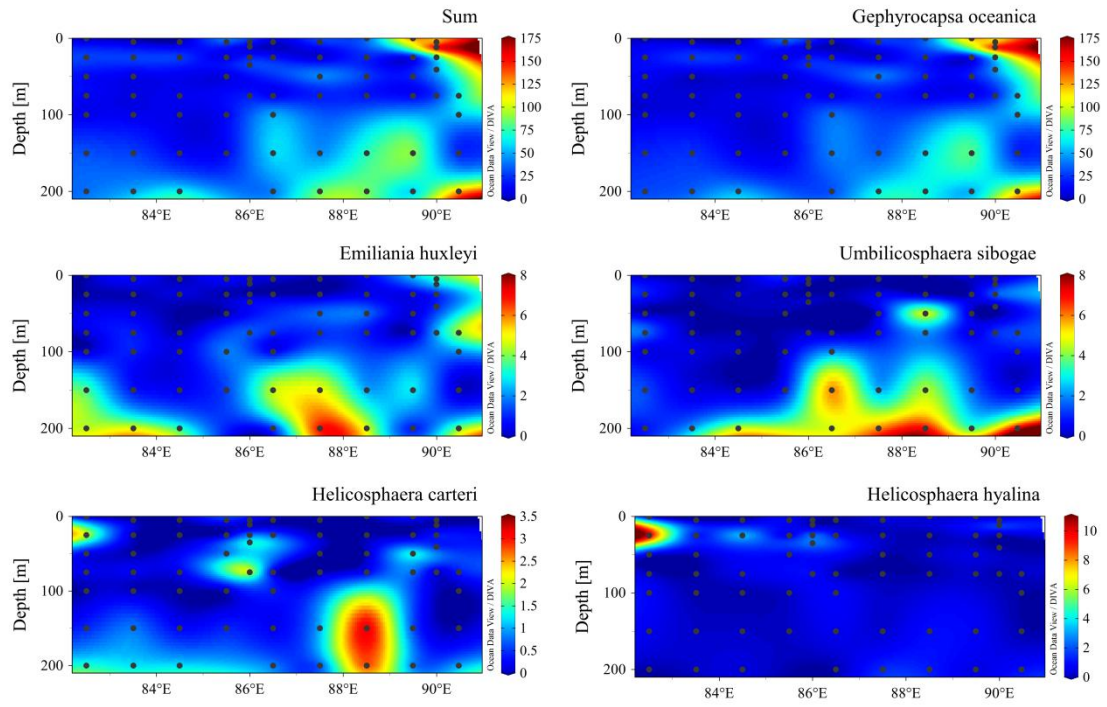 Sum
0
100
200
Depth [m]
84°E
86°E
88°E
90°E
175
150
125
100
75
50
25
0
Ocean Data View / DIVA
Gephyrocapsa oceanica
0
100
200
Depth [m]
84°E
86°E
88°E
90°E
175
150
125
100
75
50
25
0
Ocean Data View / DIVA
Emiliania huxleyi
0
100
200
Depth [m]
84°E
86°E
88°E
90°E
8
6
4
2
0
Ocean Data View / DIVA
Umbilicosphaera sibogae
0
100
200
Depth [m]
84°E
86°E
88°E
90°E
8
6
4
2
0
Ocean Data View / DIVA
Helicosphaera carteri
0
100
200
Depth [m]
84°E
86°E
88°E
90°E
3.5
3
2.5
2
1.5
1
0.5
0
Ocean Data View / DIVA
Helicosphaera hyalina
0
100
200
Depth [m]
84°E
86°E
88°E
90°E
10
8
6
4
2
0
Ocean Data View / DIVA